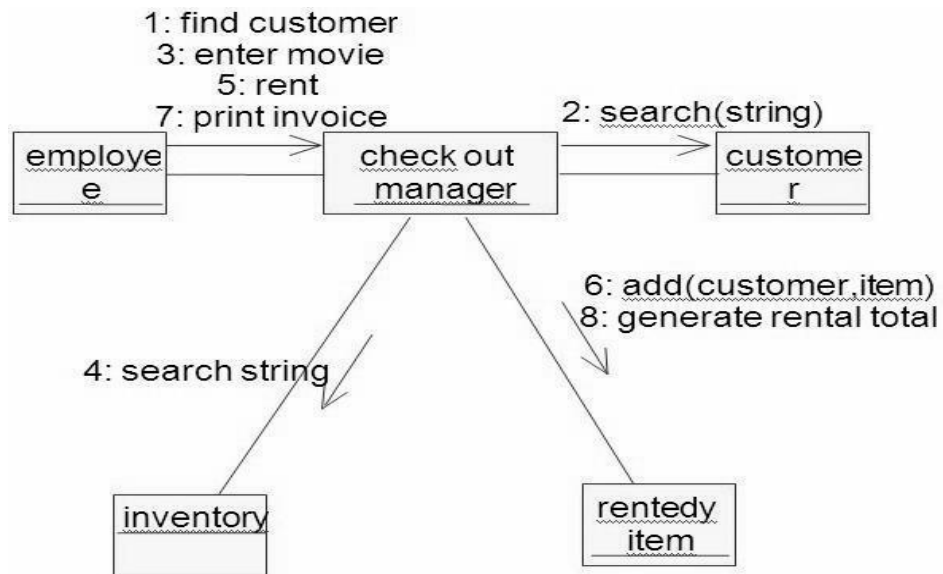 1: find customer
3: enter movie
5: rent
7: print invoice
2: search(string)
employe
e
check out
manager
custome
r
6: add(customer,item)
8: generate rental total
4: search string
inventory
rentedy
item